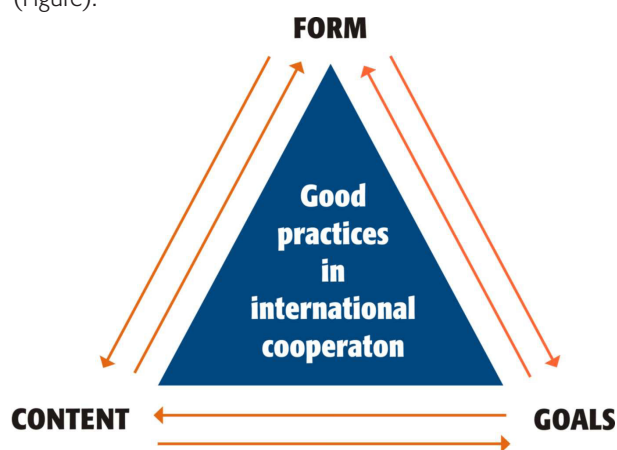 (Figure).
FORM
Good
practices
in
international
cooperaton
CONTENT
GOALS